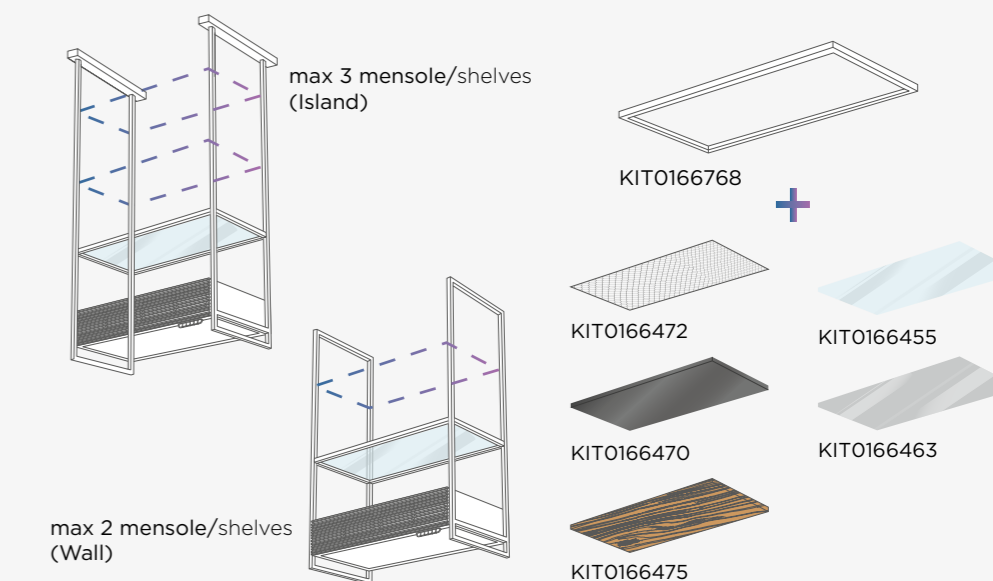 max 3 mensole/shelves
(Island)
KIT0166768
KIT0166472
KIT0166455
KIT0166470
KIT0166463
max 2 mensole/shelves
(Wall)
KIT0166475